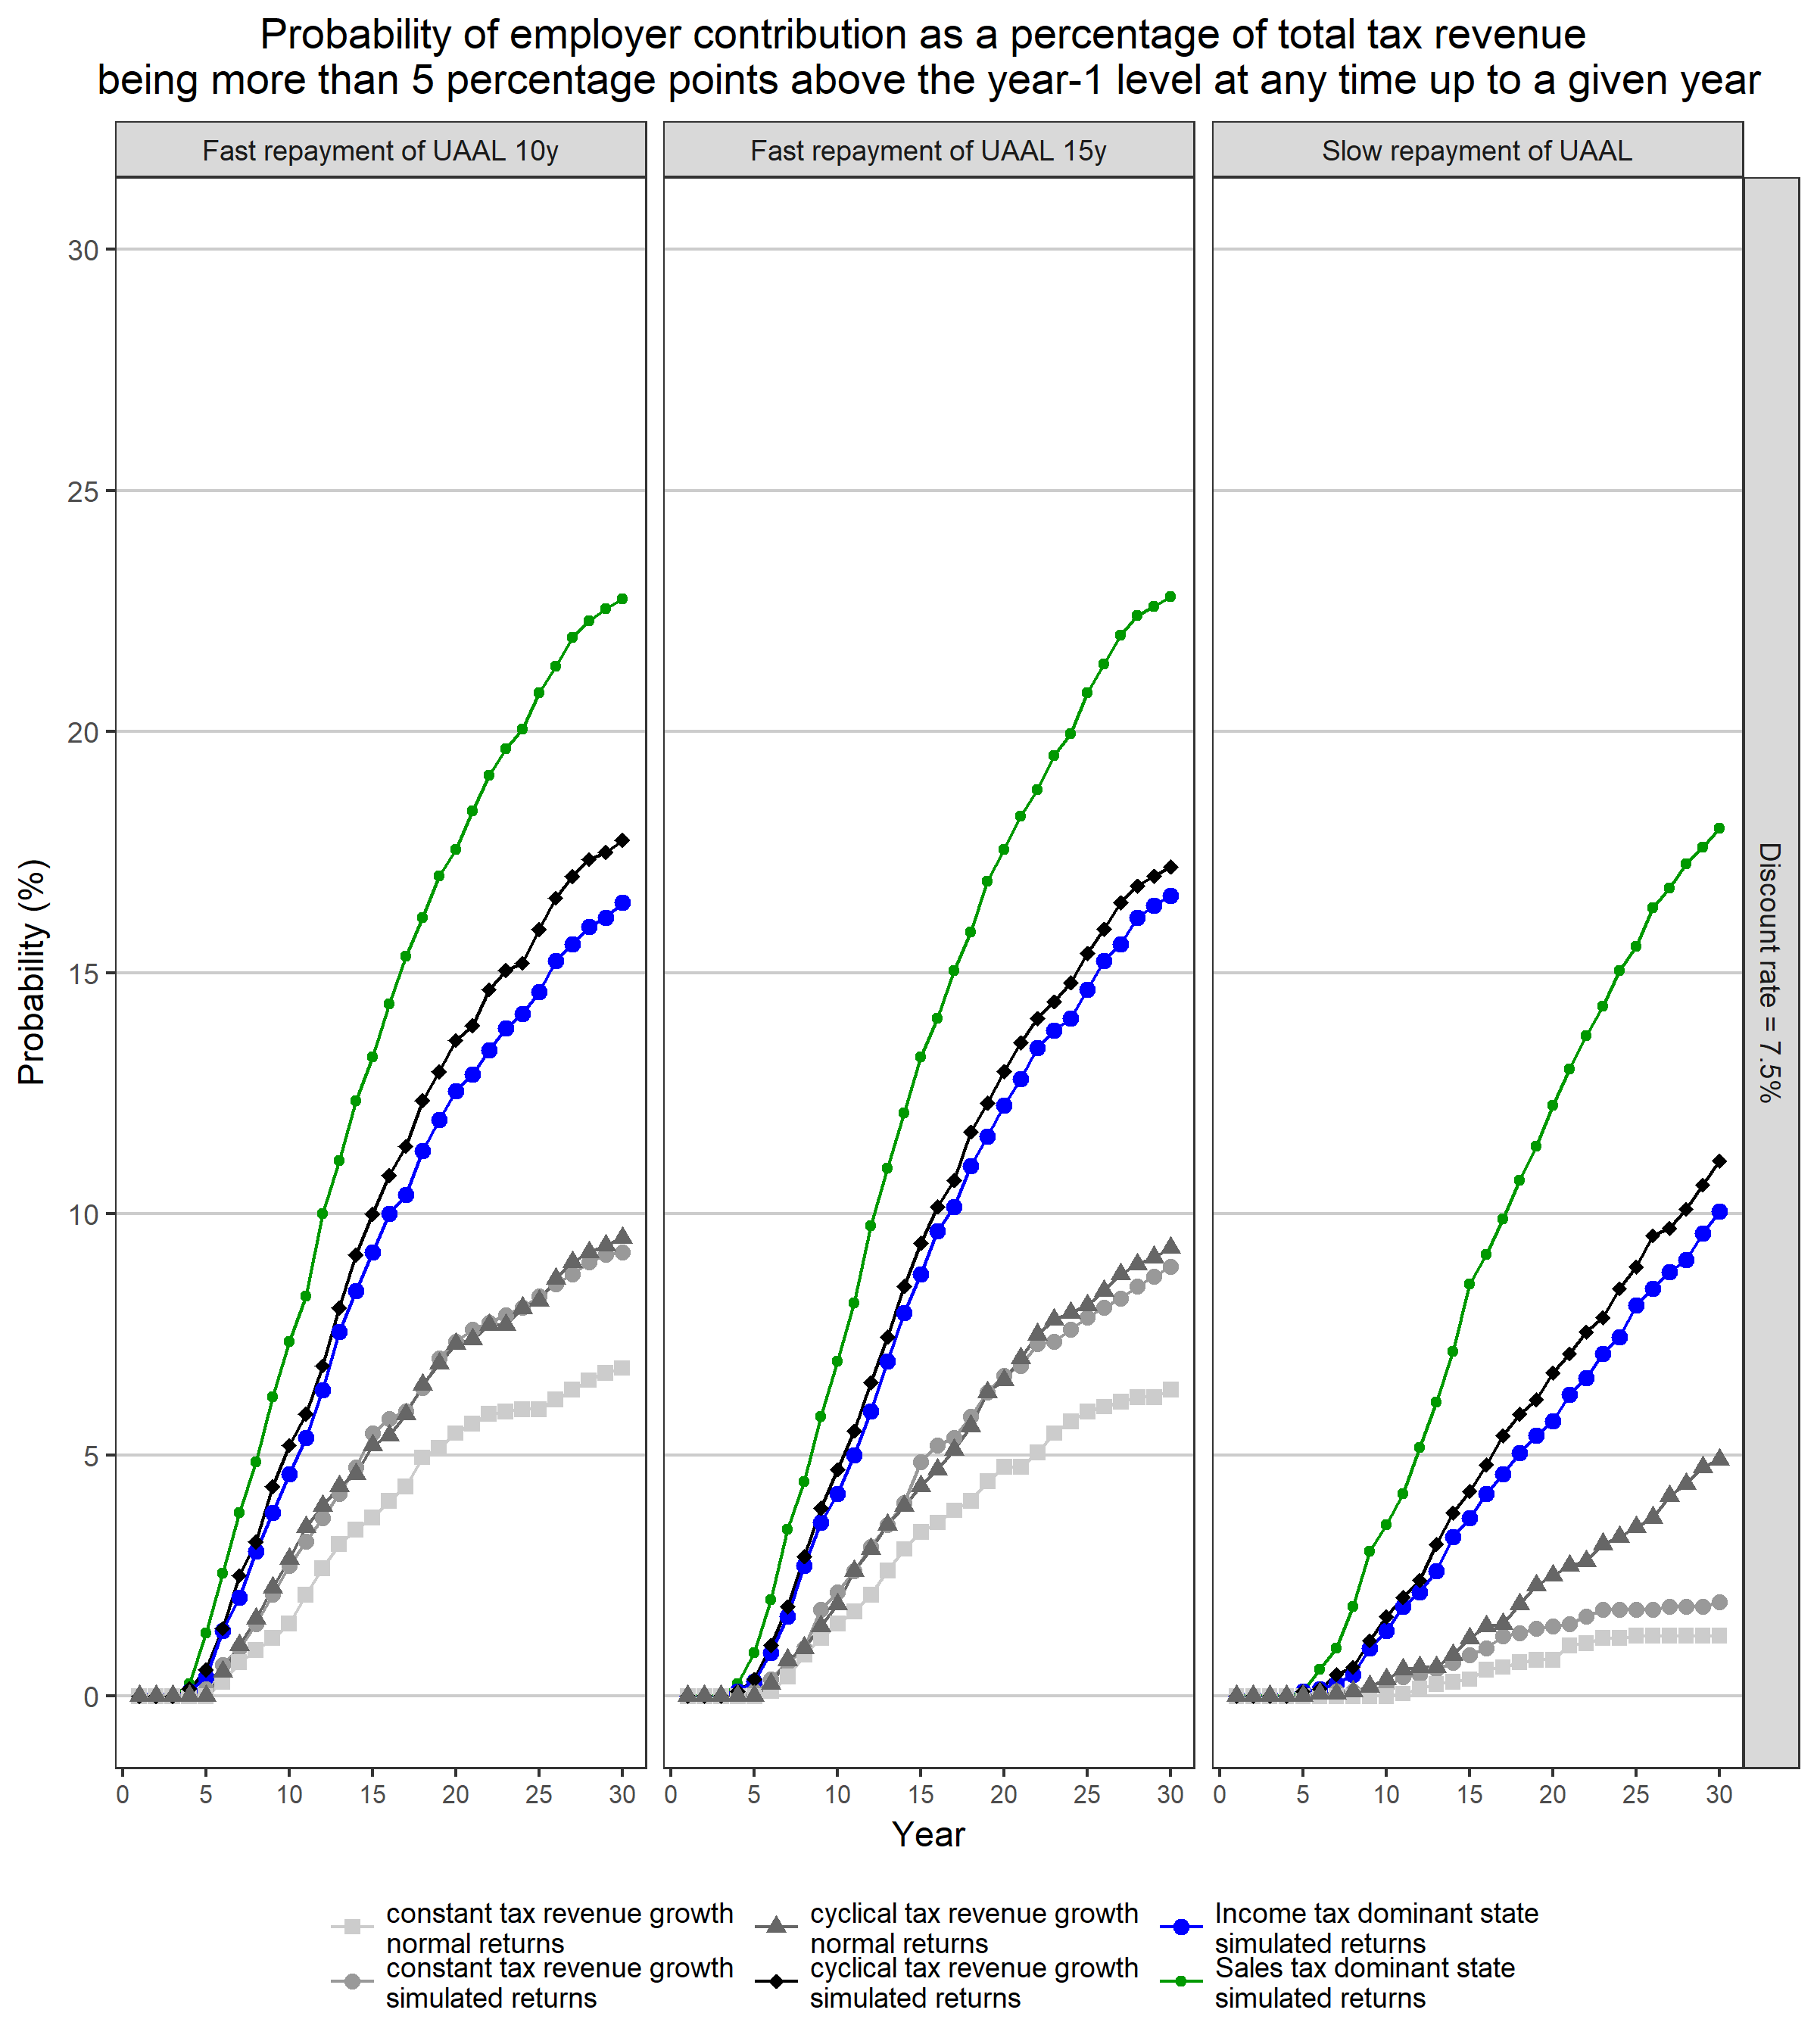 Probability of employer contribution as a percentage of total tax revenue
being more than 5 percentage points above the year-1 level at any time up to a given year
Fast repayment of UAAL 10y
Fast repayment of UAAL 15y
Slow repayment of UAAL
30
25
20
15
10
5
0
Probability (%)
Discount rate = 7.5%
0 5 10 15 20 25 30
0 5 10 15 20 25 30
0 5 10 15 20 25 30
Year
constant tax revenue growth
normal returns
constant tax revenue growth
simulated returns
cyclical tax revenue growth
normal returns
cyclical tax revenue growth
simulated returns
Income tax dominant state
simulated returns
Sales tax dominant state
simulated returns